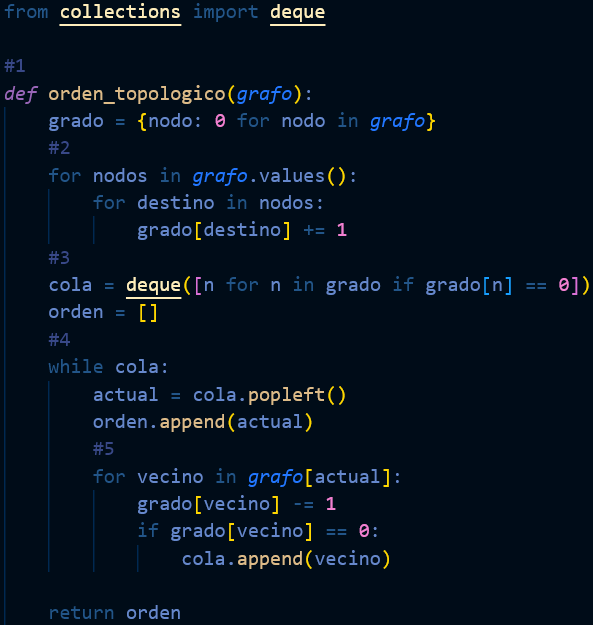 from collections import deque

#1
def orden_topologico(grafo):
    grado = {nodo: 0 for nodo in grafo}
    #2
    for nodos in grafo.values():
        for destino in nodos:
            grado[destino] += 1
    #3
    cola = deque([n for n in grado if grado[n] == 0])
    orden = []
    #4
    while cola:
        actual = cola.popleft()
        orden.append(actual)
        #5
        for vecino in grafo[actual]:
            grado[vecino] -= 1
            if grado[vecino] == 0:
                cola.append(vecino)

    return orden